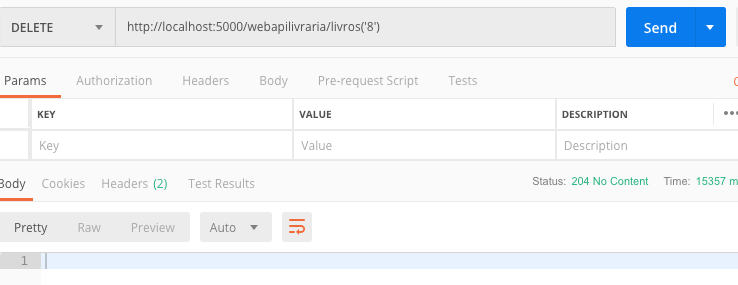 DELETE http://localhost:5000/webapilivraria/livros('8') Send
Params Authorization Headers Body Pre-request Script Tests
KEY VALUE DESCRIPTION
Key Value Description
Body Cookies Headers (2) Test Results Status: 204 No Content Time: 15357 m
Pretty Raw Preview Auto
1